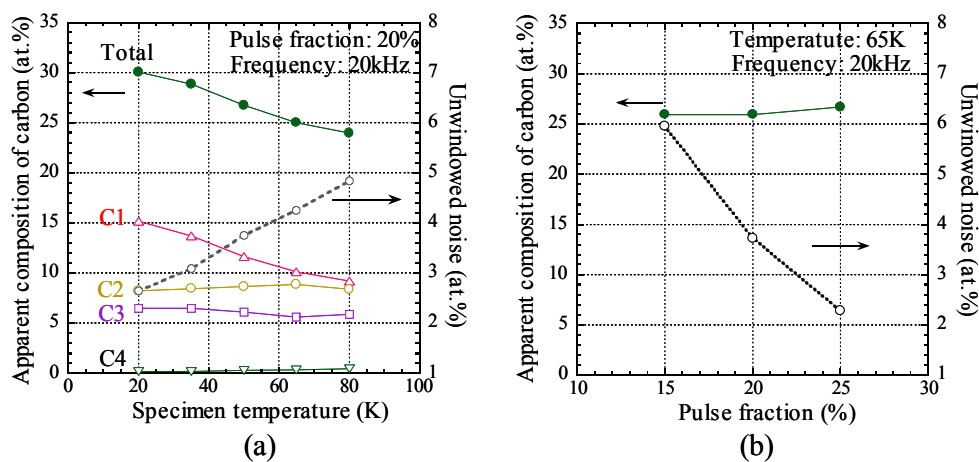 Apparent composition of carbon (at.%)
35
30
25
20
15
10
5
0
Total
Pulse fraction: 20%
Frequency: 20kHz
C1
C2
C3
C4
8
7
6
5
4
3
2
1
Unwindowed noise (at.%)
0 20 40 60 80 100
Specimen temperature (K)
(a)
Apparent composition of carbon (at.%)
35
30
25
20
15
10
5
0
Temperatute: 65K
Frequency: 20kHz
8
7
6
5
4
3
2
1
Unwinowed noise (at.%)
10 15 20 25 30
Pulse fraction (%)
(b)